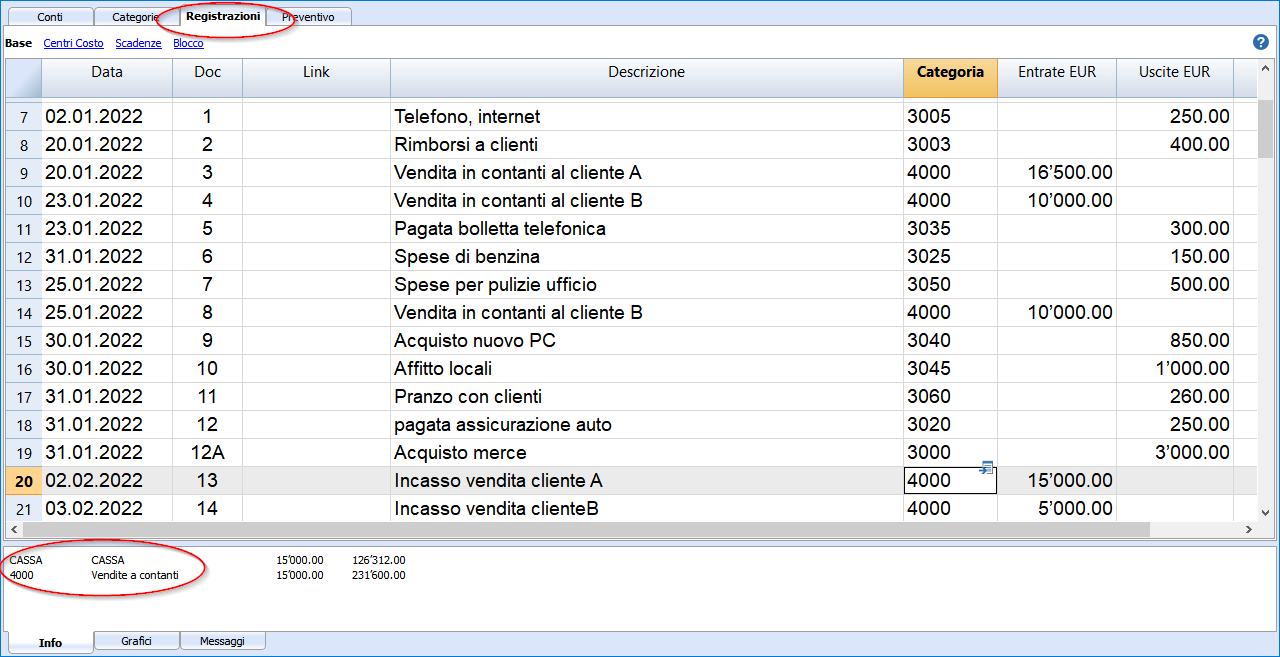 Conti Categorie Registrazioni Preventivo
Base Centri Costo Scadenze Blocco ?
Data Doc Link Descrizione Categoria Entrate EUR Uscite EUR
7 02.01.2022 1 Telefono, internet 3005 250.00
8 20.01.2022 2 Rimborsi a clienti 3003 400.00
9 20.01.2022 3 Vendita in contanti al cliente A 4000 16’500.00
10 23.01.2022 4 Vendita in contanti al cliente B 4000 10’000.00
11 23.01.2022 5 Pagata bolletta telefonica 3035 300.00
12 31.01.2022 6 Spese di benzina 3025 150.00
13 25.01.2022 7 Spese per pulizie ufficio 3050 500.00
14 25.01.2022 8 Vendita in contanti al cliente B 4000 10’000.00
15 30.01.2022 9 Acquisto nuovo PC 3040 850.00
16 30.01.2022 10 Affitto locali 3045 1’000.00
17 31.01.2022 11 Pranzo con clienti 3060 260.00
18 31.01.2022 12 pagata assicurazione auto 3020 250.00
19 31.01.2022 12A Acquisto merce 3000 3’000.00
20 02.02.2022 13 Incasso vendita cliente A 4000 15’000.00
21 03.02.2022 14 Incasso vendita clienteB 4000 5’000.00
CASSA CASSA 15’000.00 126’312.00
4000 Vendite a contanti 15’000.00 231’600.00
Info Grafici Messaggi